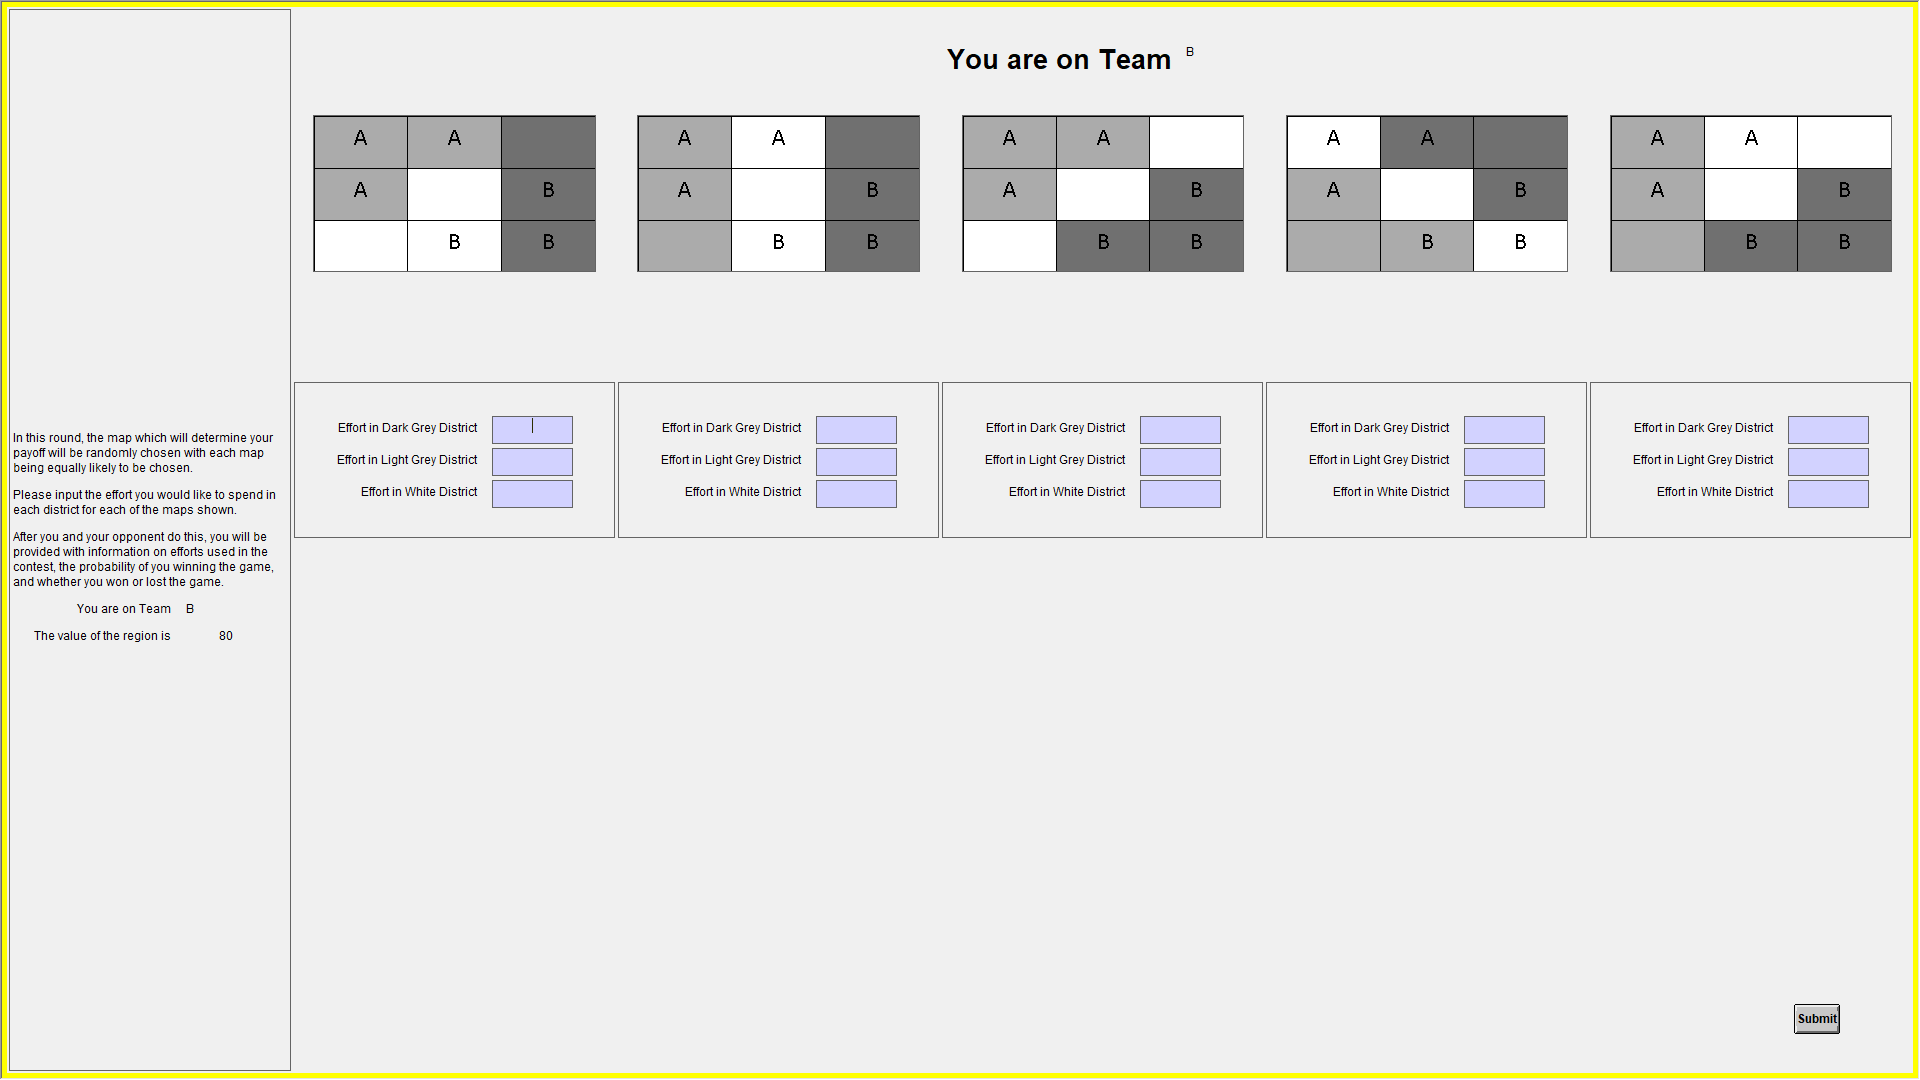 You are on Team B
A A
A B
B B
A A
A B
B B
A A
A B
B B
A A
A B
B B
A A
A B
B B
In this round, the map which will determine your
payoff will be randomly chosen with each map
being equally likely to be chosen.
Please input the effort you would like to spend in
each district for each of the maps shown.
After you and your opponent do this, you will be
provided with information on efforts used in the
contest, the probability of you winning the game,
and whether you won or lost the game.
You are on Team B
The value of the region is 80
Effort in Dark Grey District
Effort in Light Grey District
Effort in White District
Effort in Dark Grey District
Effort in Light Grey District
Effort in White District
Effort in Dark Grey District
Effort in Light Grey District
Effort in White District
Effort in Dark Grey District
Effort in Light Grey District
Effort in White District
Effort in Dark Grey District
Effort in Light Grey District
Effort in White District
Submit